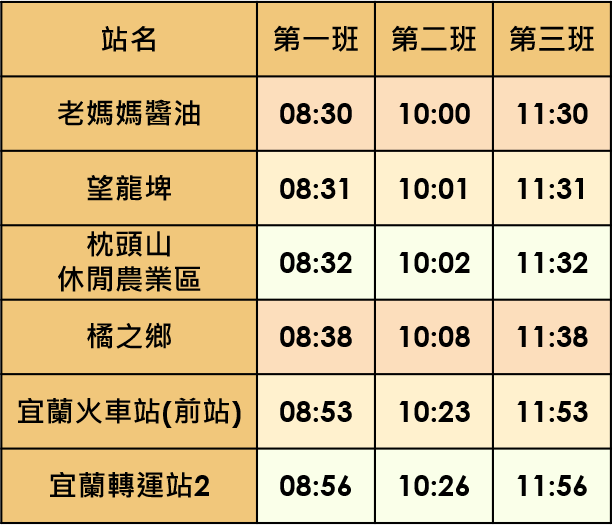 站名 第一班 第二班 第三班
老媽媽醬油 08:30 10:00 11:30
望龍埤 08:31 10:01 11:31
枕頭山
休閒農業區 08:32 10:02 11:32
橘之鄉 08:38 10:08 11:38
宜蘭火車站(前站) 08:53 10:23 11:53
宜蘭轉運站2 08:56 10:26 11:56